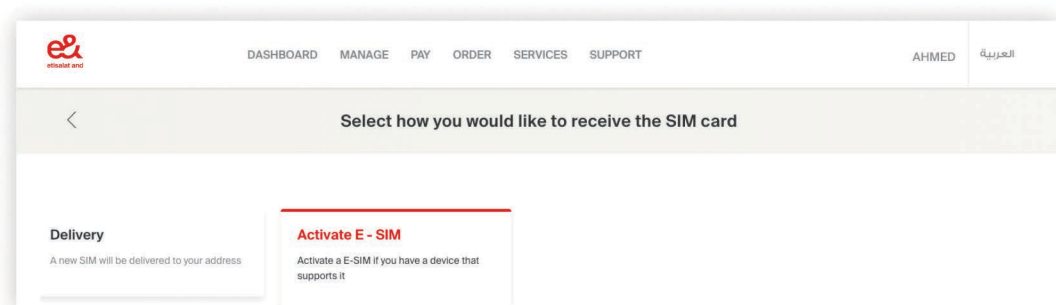 e&
etisalat and
DASHBOARD MANAGE PAY ORDER SERVICES SUPPORT AHMED العربية
Select how you would like to receive the SIM card
Delivery
A new SIM will be delivered to your address
Activate E - SIM
Activate a E-SIM if you have a device that
supports it